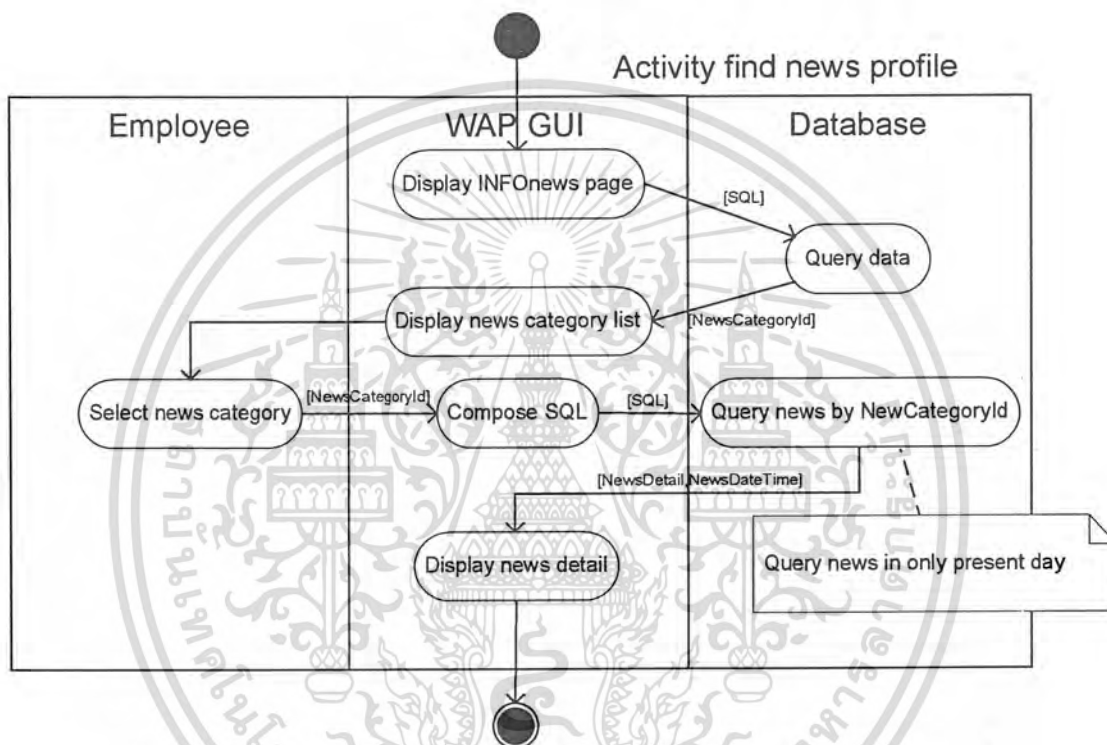 Activity find news profile
Employee
WAP GUI
Database
Display INFOnews page
[SQL]
Query data
[NewsCategoryId]
Display news category list
Select news category
[NewsCategoryId]
Compose SQL
[SQL]
Query news by NewCategoryId
[NewsDetail,NewsDateTime]
Query news in only present day
Display news detail